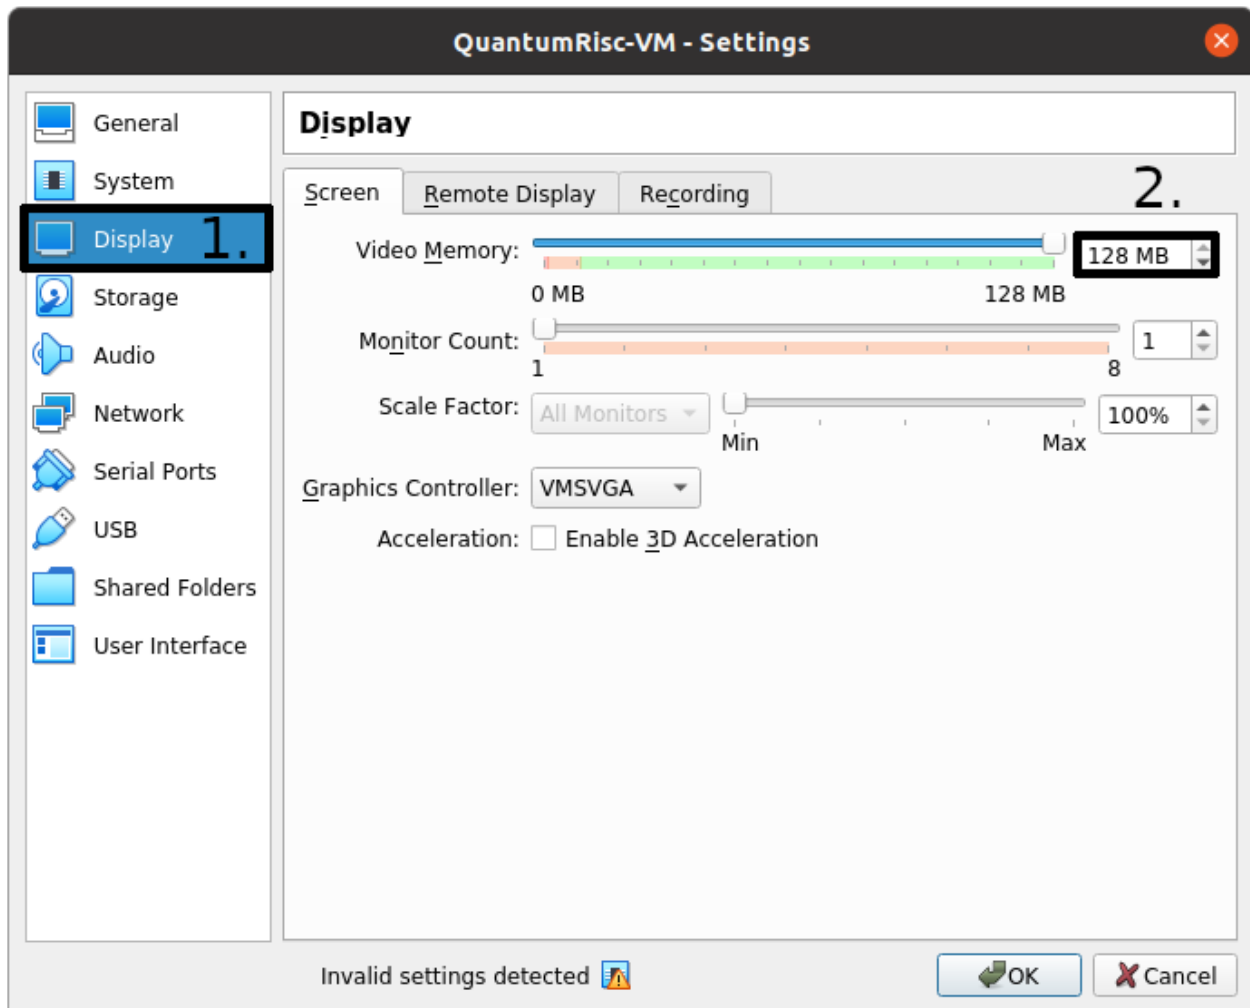 QuantumRisc-VM - Settings
General
System
Display 1.
Storage
Audio
Network
Serial Ports
USB
Shared Folders
User Interface
Display
Screen Remote Display Recording 2.
Video Memory: 128 MB
0 MB 128 MB
Monitor Count: 1
1 8
Scale Factor: All Monitors 100%
Min Max
Graphics Controller: VMSVGA
Acceleration: Enable 3D Acceleration
Invalid settings detected OK Cancel